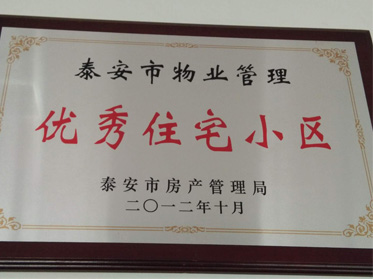 泰安市物业管理
优秀住宅小区
泰安市房产管理局
二〇一二年十月